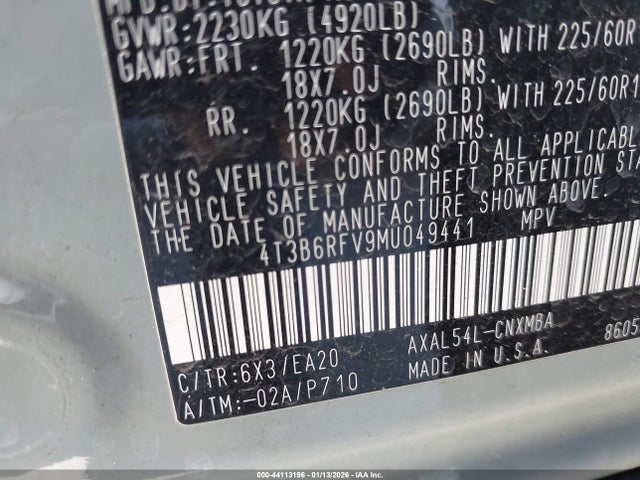 GVWR:2230KG (4920LB)
GAWR:FRT. 1220KG (2690LB) WITH 225/60R1
18X7.0J RIMS.
RR. 1220KG (2690LB) WITH 225/60R1
18X7.0J RIMS.
THIS VEHICLE CONFORMS TO ALL APPLICABLE
VEHICLE SAFETY AND THEFT PREVENTION STA
THE DATE OF MANUFACTURE SHOWN ABOVE.
4T3B6RFV9MU049441 MPV
AXAL54L-CNXMBA 8605
C/TR:6X3/EA20 MADE IN U.S.A.
A/TM:-02A/P710
000-44113196 - 01/13/2026 - IAA Inc.